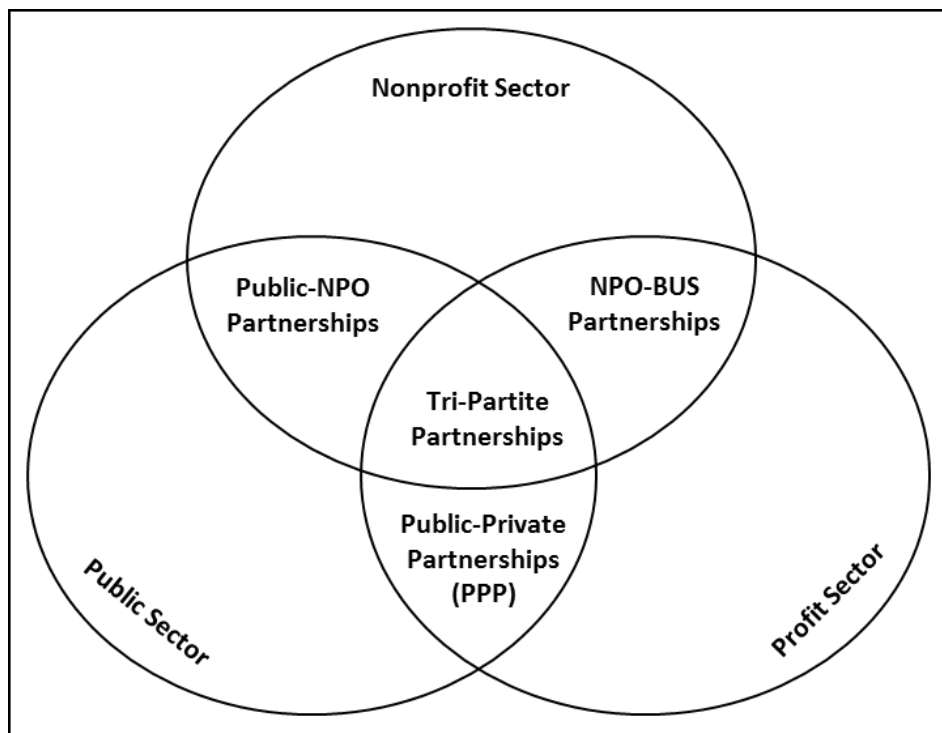 Nonprofit Sector
Public-NPO
Partnerships
NPO-BUS
Partnerships
Tri-Partite
Partnerships
Public-Private
Partnerships
(PPP)
Public Sector
Profit Sector